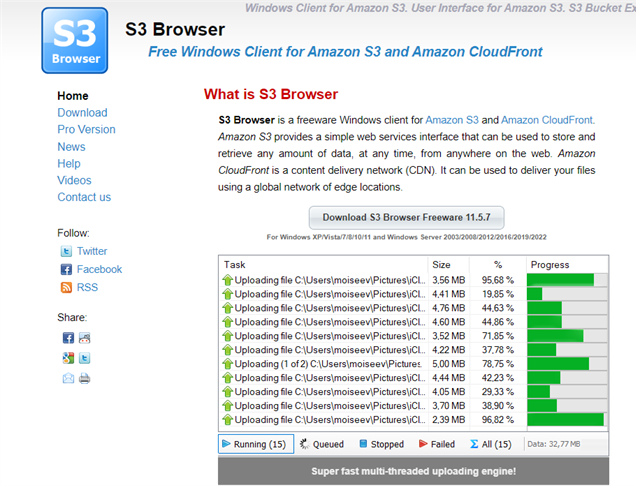 Windows Client for Amazon S3. User Interface for Amazon S3. S3 Bucket Ex
S3
Browser
S3 Browser
Free Windows Client for Amazon S3 and Amazon CloudFront
Home
Download
Pro Version
News
Help
Videos
Contact us
Follow:
Twitter
Facebook
RSS
Share:
What is S3 Browser
S3 Browser is a freeware Windows client for Amazon S3 and Amazon CloudFront.
Amazon S3 provides a simple web services interface that can be used to store and
retrieve any amount of data, at any time, from anywhere on the web. Amazon
CloudFront is a content delivery network (CDN). It can be used to deliver your files
using a global network of edge locations.
Download S3 Browser Freeware 11.5.7
For Windows XP/Vista/7/8/10/11 and Windows Server 2003/2008/2012/2016/2019/2022
Task Size % Progress
Uploading file C:\Users\moiseev\Pictures\iCl... 3,56 MB 95,68 %
Uploading file C:\Users\moiseev\Pictures\iCl... 4,41 MB 19,85 %
Uploading file C:\Users\moiseev\Pictures\iCl... 4,76 MB 44,63 %
Uploading file C:\Users\moiseev\Pictures\iCl... 4,60 MB 44,86 %
Uploading file C:\Users\moiseev\Pictures\iCl... 3,52 MB 71,85 %
Uploading file C:\Users\moiseev\Pictures\iCl... 4,22 MB 37,78 %
Uploading (1 of 2) C:\Users\moiseev\Pictures 5,00 MB 78,75 %
Uploading file C:\Users\moiseev\Pictures\iCl... 4,44 MB 42,23 %
Uploading file C:\Users\moiseev\Pictures\iCl... 4,05 MB 29,33 %
Uploading file C:\Users\moiseev\Pictures\iCl... 3,70 MB 38,90 %
Uploading file C:\Users\moiseev\Pictures\iCl... 2,39 MB 96,82 %
Running (15) Queued Stopped Failed All (15) Data: 32,77 MB
Super fast multi-threaded uploading engine!